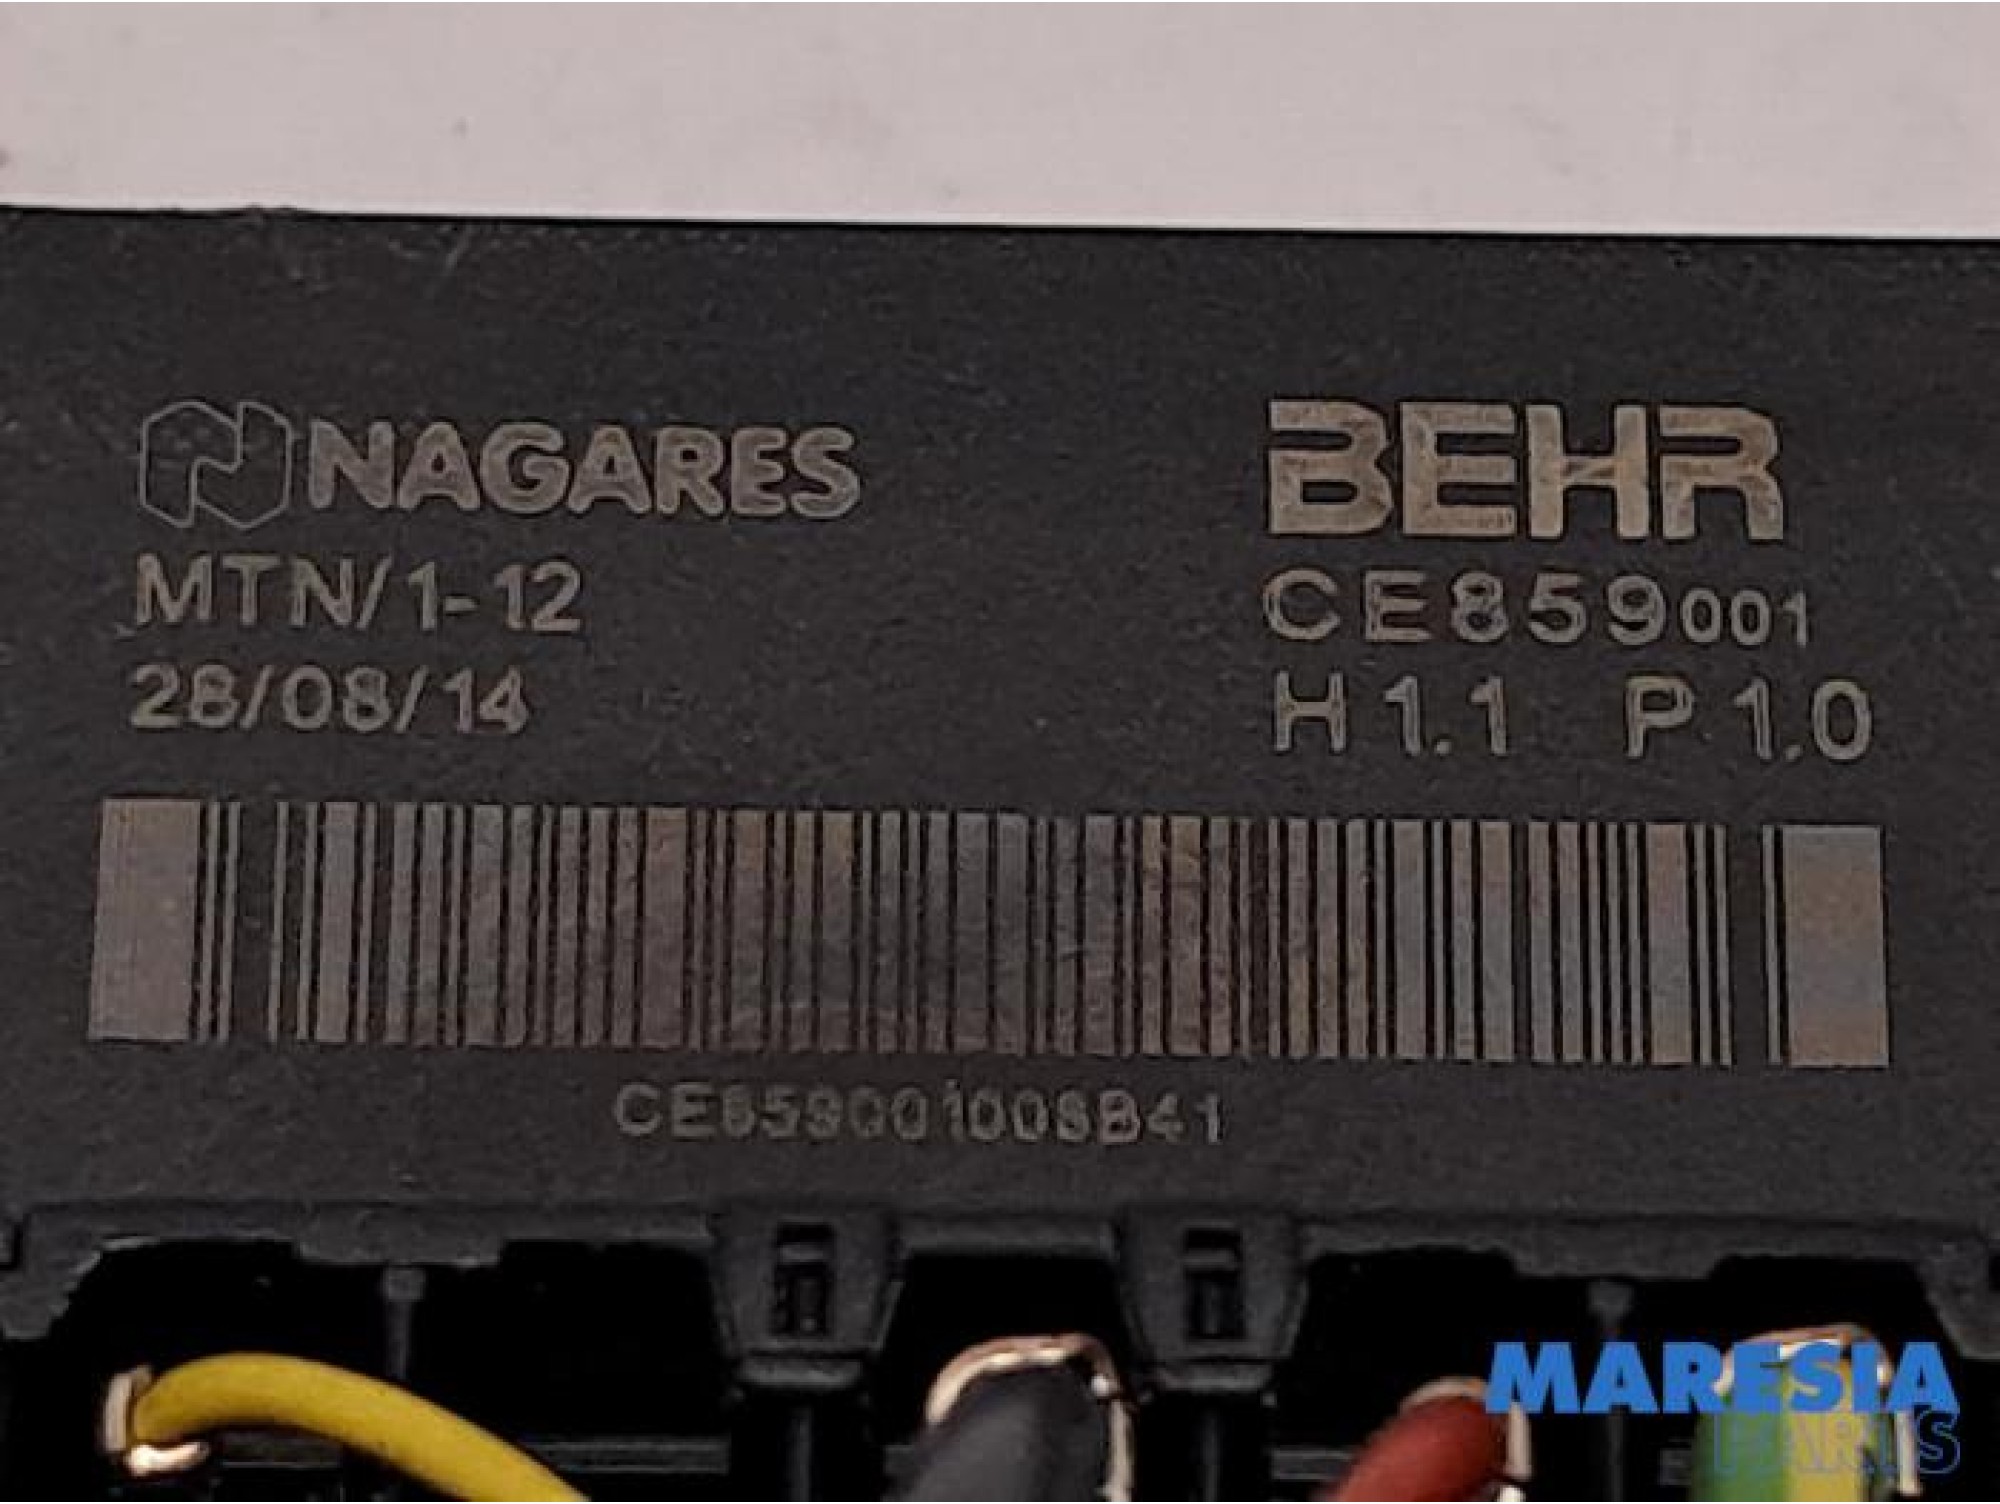 NAGARES
MTN/1-12
28/08/14
BEHR
CE859001
H1.1 P1.0
CE859001008B41
MARESIA
PARTS